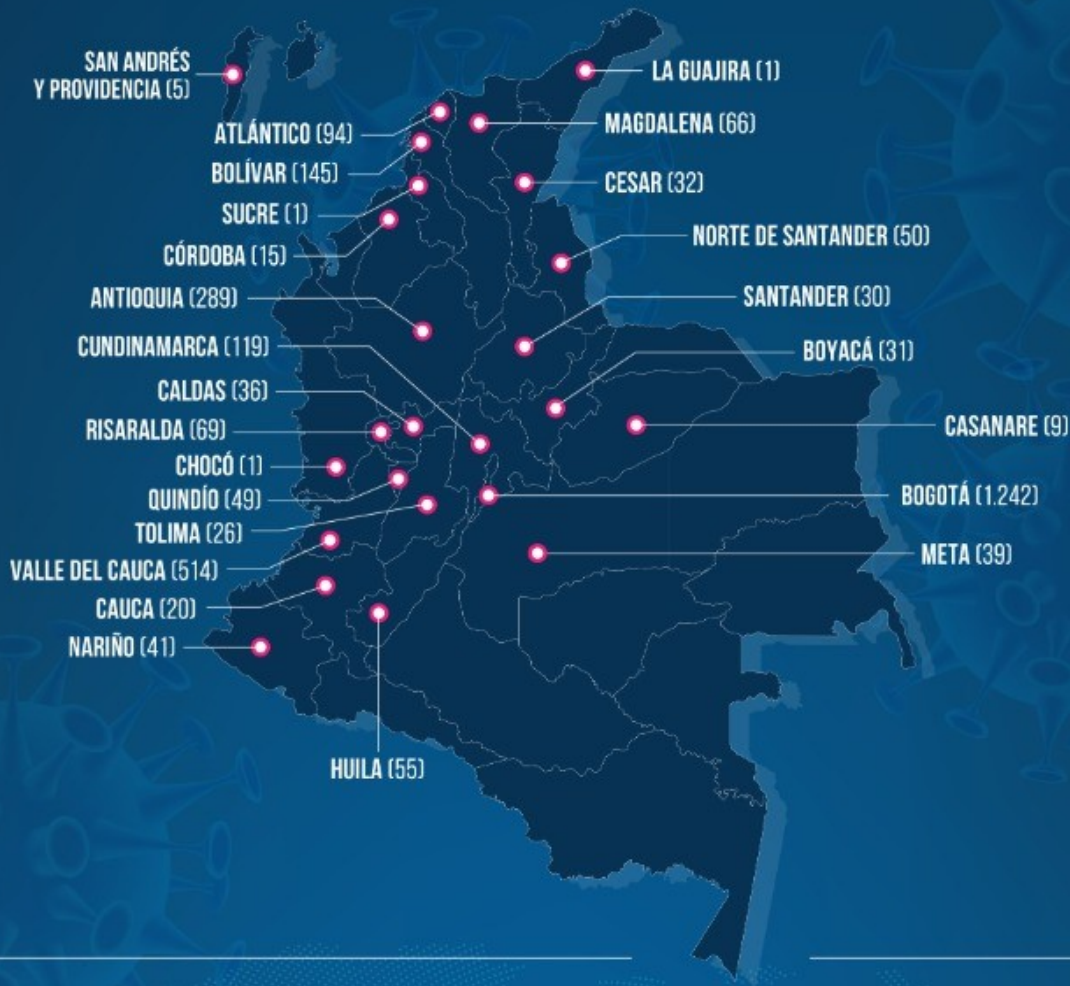 SAN ANDRÉS
Y PROVIDENCIA (5)
ATLÁNTICO (94)
BOLÍVAR (145)
SUCRE (1)
CÓRDOBA (15)
ANTIOQUIA (289)
CUNDINAMARCA (119)
CALDAS (36)
RISARALDA (69)
CHOCÓ (1)
QUINDÍO (49)
TOLIMA (26)
VALLE DEL CAUCA (514)
CAUCA (20)
NARIÑO (41)
HUILA (55)
LA GUAJIRA (1)
MAGDALENA (66)
CESAR (32)
NORTE DE SANTANDER (50)
SANTANDER (30)
BOYACÁ (31)
CASANARE (9)
BOGOTÁ (1.242)
META (39)